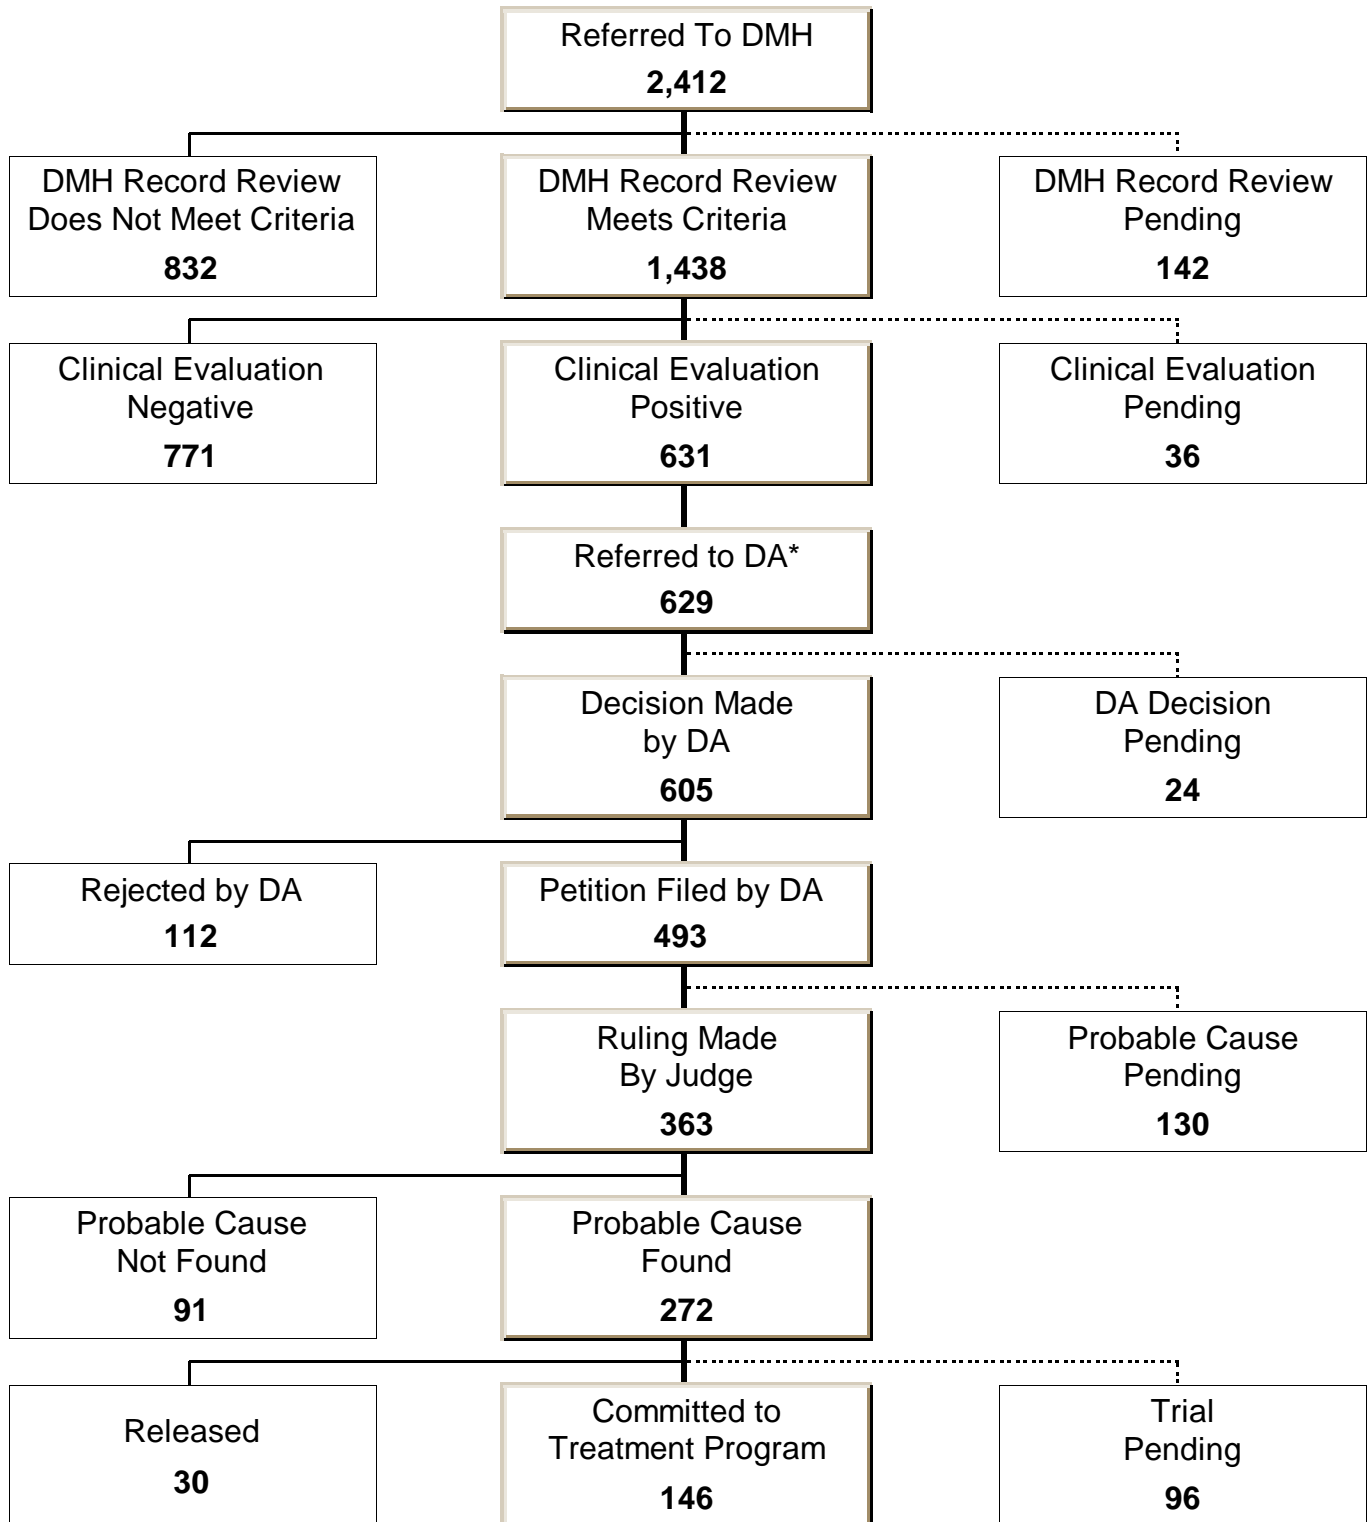 Referred To DMH
2,412
DMH Record Review
Does Not Meet Criteria
832
DMH Record Review
Meets Criteria
1,438
DMH Record Review
Pending
142
Clinical Evaluation
Negative
771
Clinical Evaluation
Positive
631
Clinical Evaluation
Pending
36
Referred to DA*
629
Decision Made
by DA
605
DA Decision
Pending
24
Rejected by DA
112
Petition Filed by DA
493
Ruling Made
By Judge
363
Probable Cause
Pending
130
Probable Cause
Not Found
91
Probable Cause
Found
272
Released
30
Committed to
Treatment Program
146
Trial
Pending
96